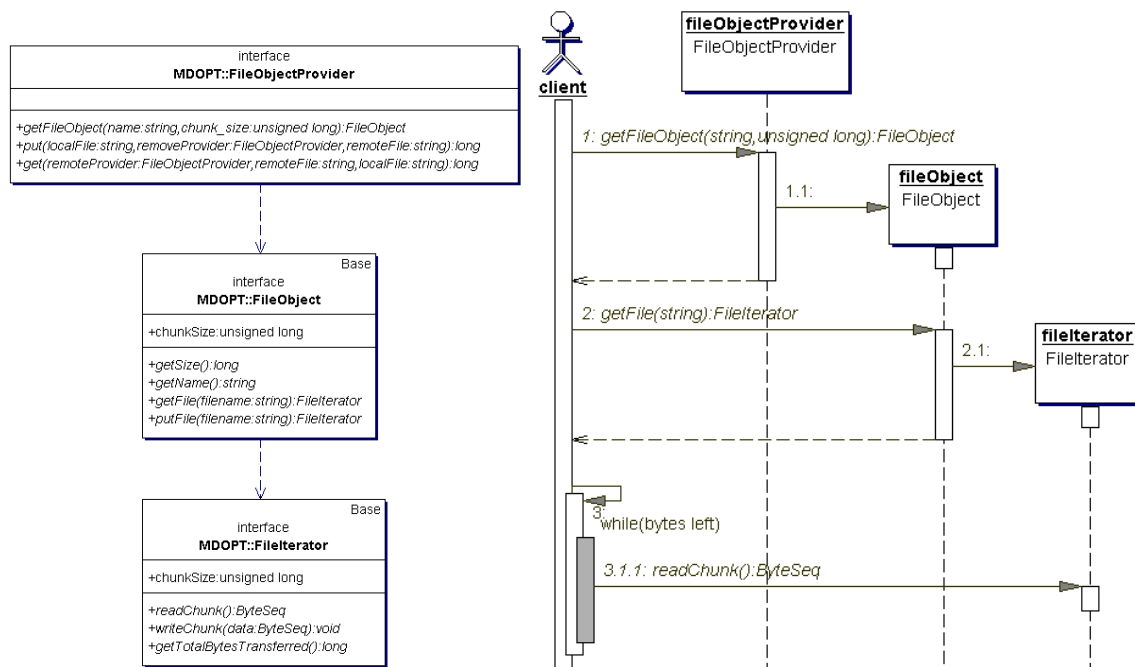 interface
MDOPT::FileObjectProvider
+getFileObject(name:string,chunk_size:unsigned long):FileObject
+put(localFile:string,removeProvider:FileObjectProvider,remoteFile:string):long
+get(remoteProvider:FileObjectProvider,remoteFile:string,localFile:string):long
Base
interface
MDOPT::FileObject
+chunkSize:unsigned long
+getSize():long
+getName():string
+getFile(filename:string):FileIterator
+putFile(filename:string):FileIterator
Base
interface
MDOPT::FileIterator
+chunkSize:unsigned long
+readChunk():ByteSeq
+writeChunk(data:ByteSeq):void
+getTotalBytesTransferred():long
client
fileObjectProvider
FileObjectProvider
1: getFileObject(string,unsigned long):FileObject
1.1:
fileObject
FileObject
2: getFile(string):FileIterator
2.1:
fileIterator
FileIterator
3:
while(bytes left)
3.1.1: readChunk():ByteSeq